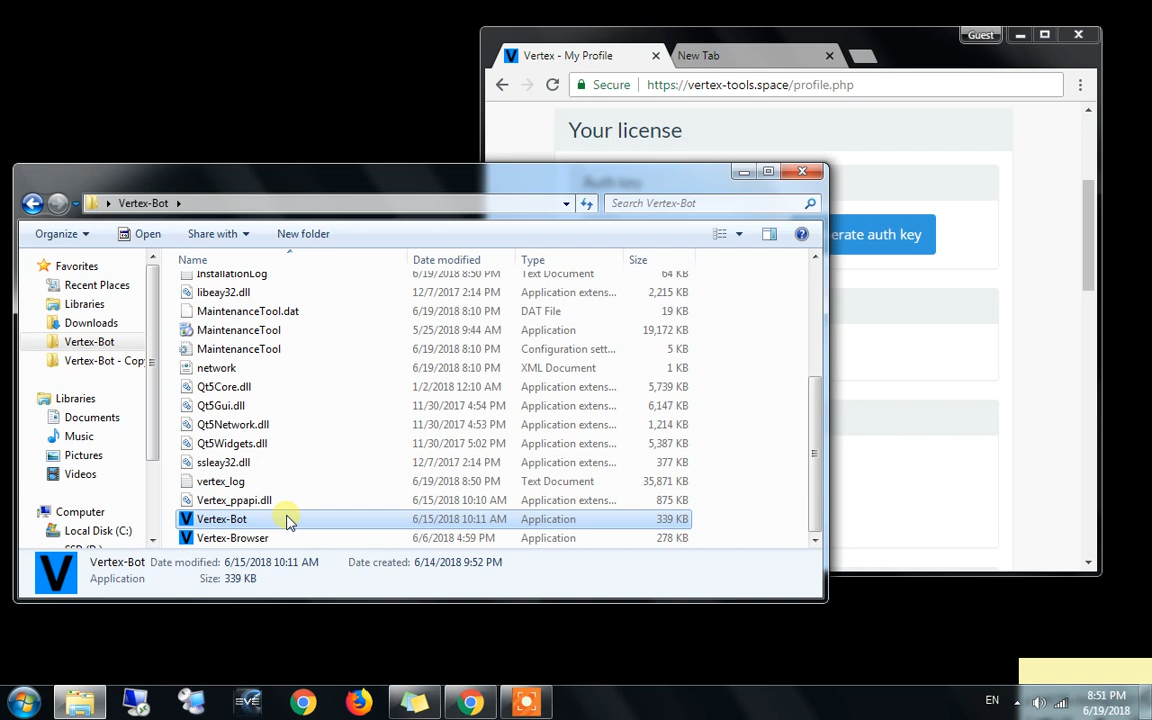 Guest
Vertex - My Profile
New Tab
Secure
https://vertex-tools.space/profile.php
Your license
Auth key
erate auth key
Vertex-Bot
Search Vertex-Bot
Organize
Open
Share with
New folder
Name
Date modified
Type
Size
Favorites
Recent Places
Libraries
Downloads
Vertex-Bot
Vertex-Bot - Cop
Libraries
Documents
Music
Pictures
Videos
Computer
Local Disk (C:)
InstallationLog 6/19/2018 8:50 PM Text Document 64 KB
libeay32.dll 12/7/2017 2:14 PM Application extens... 2,215 KB
MaintenanceTool.dat 6/19/2018 8:10 PM DAT File 19 KB
MaintenanceTool 5/25/2018 9:44 AM Application 19,172 KB
MaintenanceTool 6/19/2018 8:10 PM Configuration sett... 5 KB
network 6/19/2018 8:10 PM XML Document 1 KB
Qt5Core.dll 1/2/2018 12:10 AM Application extens... 5,739 KB
Qt5Gui.dll 11/30/2017 4:54 PM Application extens... 6,147 KB
Qt5Network.dll 11/30/2017 4:53 PM Application extens... 1,214 KB
Qt5Widgets.dll 11/30/2017 5:02 PM Application extens... 5,387 KB
ssleay32.dll 12/7/2017 2:14 PM Application extens... 377 KB
vertex_log 6/19/2018 8:50 PM Text Document 35,871 KB
Vertex_ppapi.dll 6/15/2018 10:10 AM Application extens... 875 KB
Vertex-Bot 6/15/2018 10:11 AM Application 339 KB
Vertex-Browser 6/6/2018 4:59 PM Application 278 KB
Vertex-Bot Date modified: 6/15/2018 10:11 AM Date created: 6/14/2018 9:52 PM
Application Size: 339 KB
EVE
EN
8:51 PM
6/19/2018